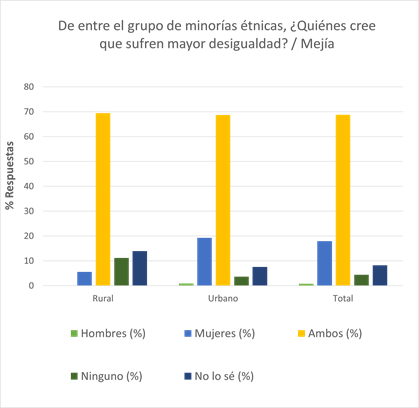 De entre el grupo de minorías étnicas, ¿Quiénes cree
que sufren mayor desigualdad? / Mejía
80
70
60
50
40
30
20
10
0
% Respuestas
Rural Urbano Total
Hombres (%) Mujeres (%) Ambos (%)
Ninguno (%) No lo sé (%)